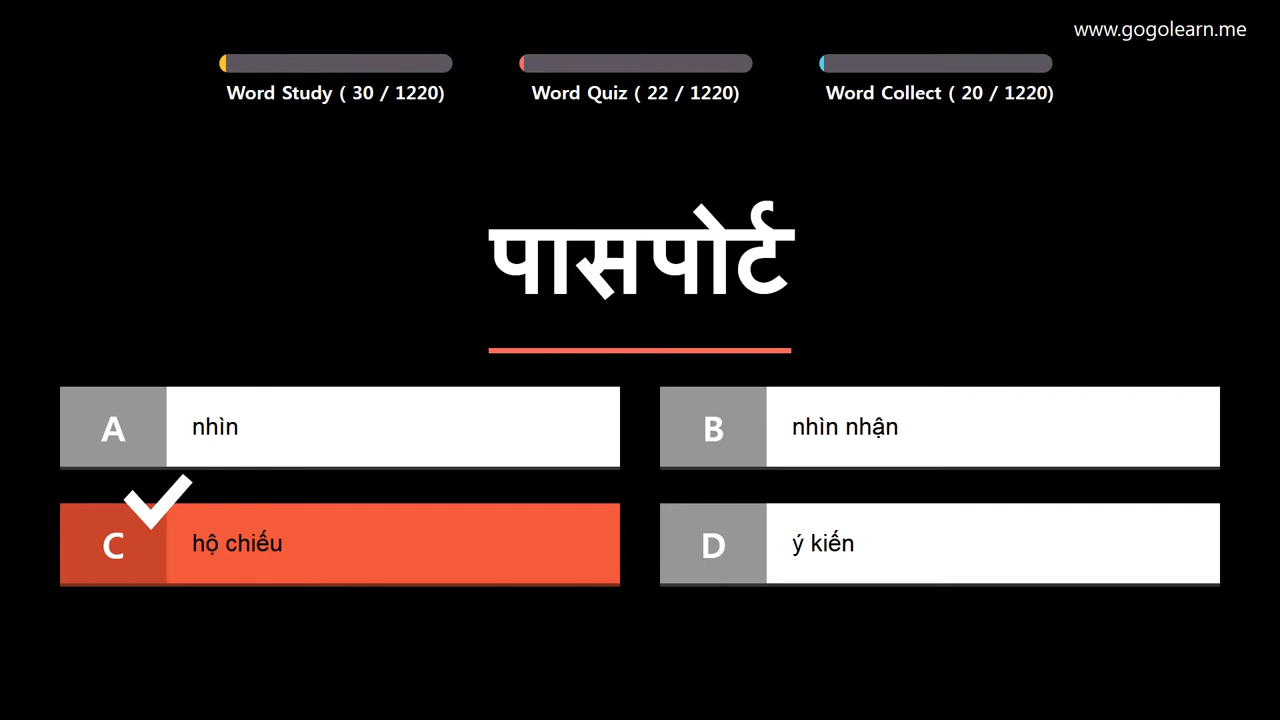 www.gogolearn.me
Word Study ( 30 / 1220)
Word Quiz ( 22 / 1220)
Word Collect ( 20 / 1220)
पासपोर्ट
A nhìn
B nhìn nhận
C hộ chiếu
D ý kiến